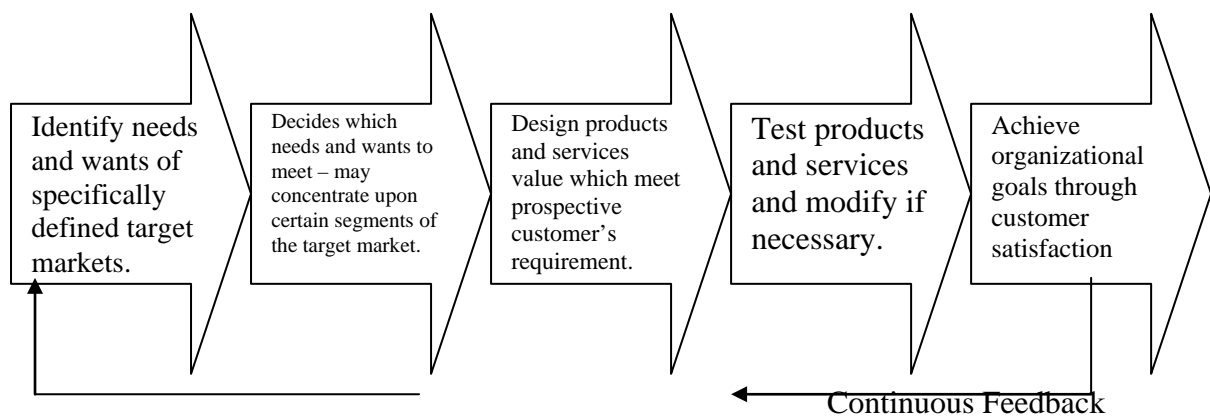 Identify needs
and wants of
specifically
defined target
markets.
Decides which
needs and wants to
meet – may
concentrate upon
certain segments of
the target market.
Design products
and services
value which meet
prospective
customer’s
requirement.
Test products
and services
and modify if
necessary.
Achieve
organizational
goals through
customer
satisfaction
Continuous Feedback